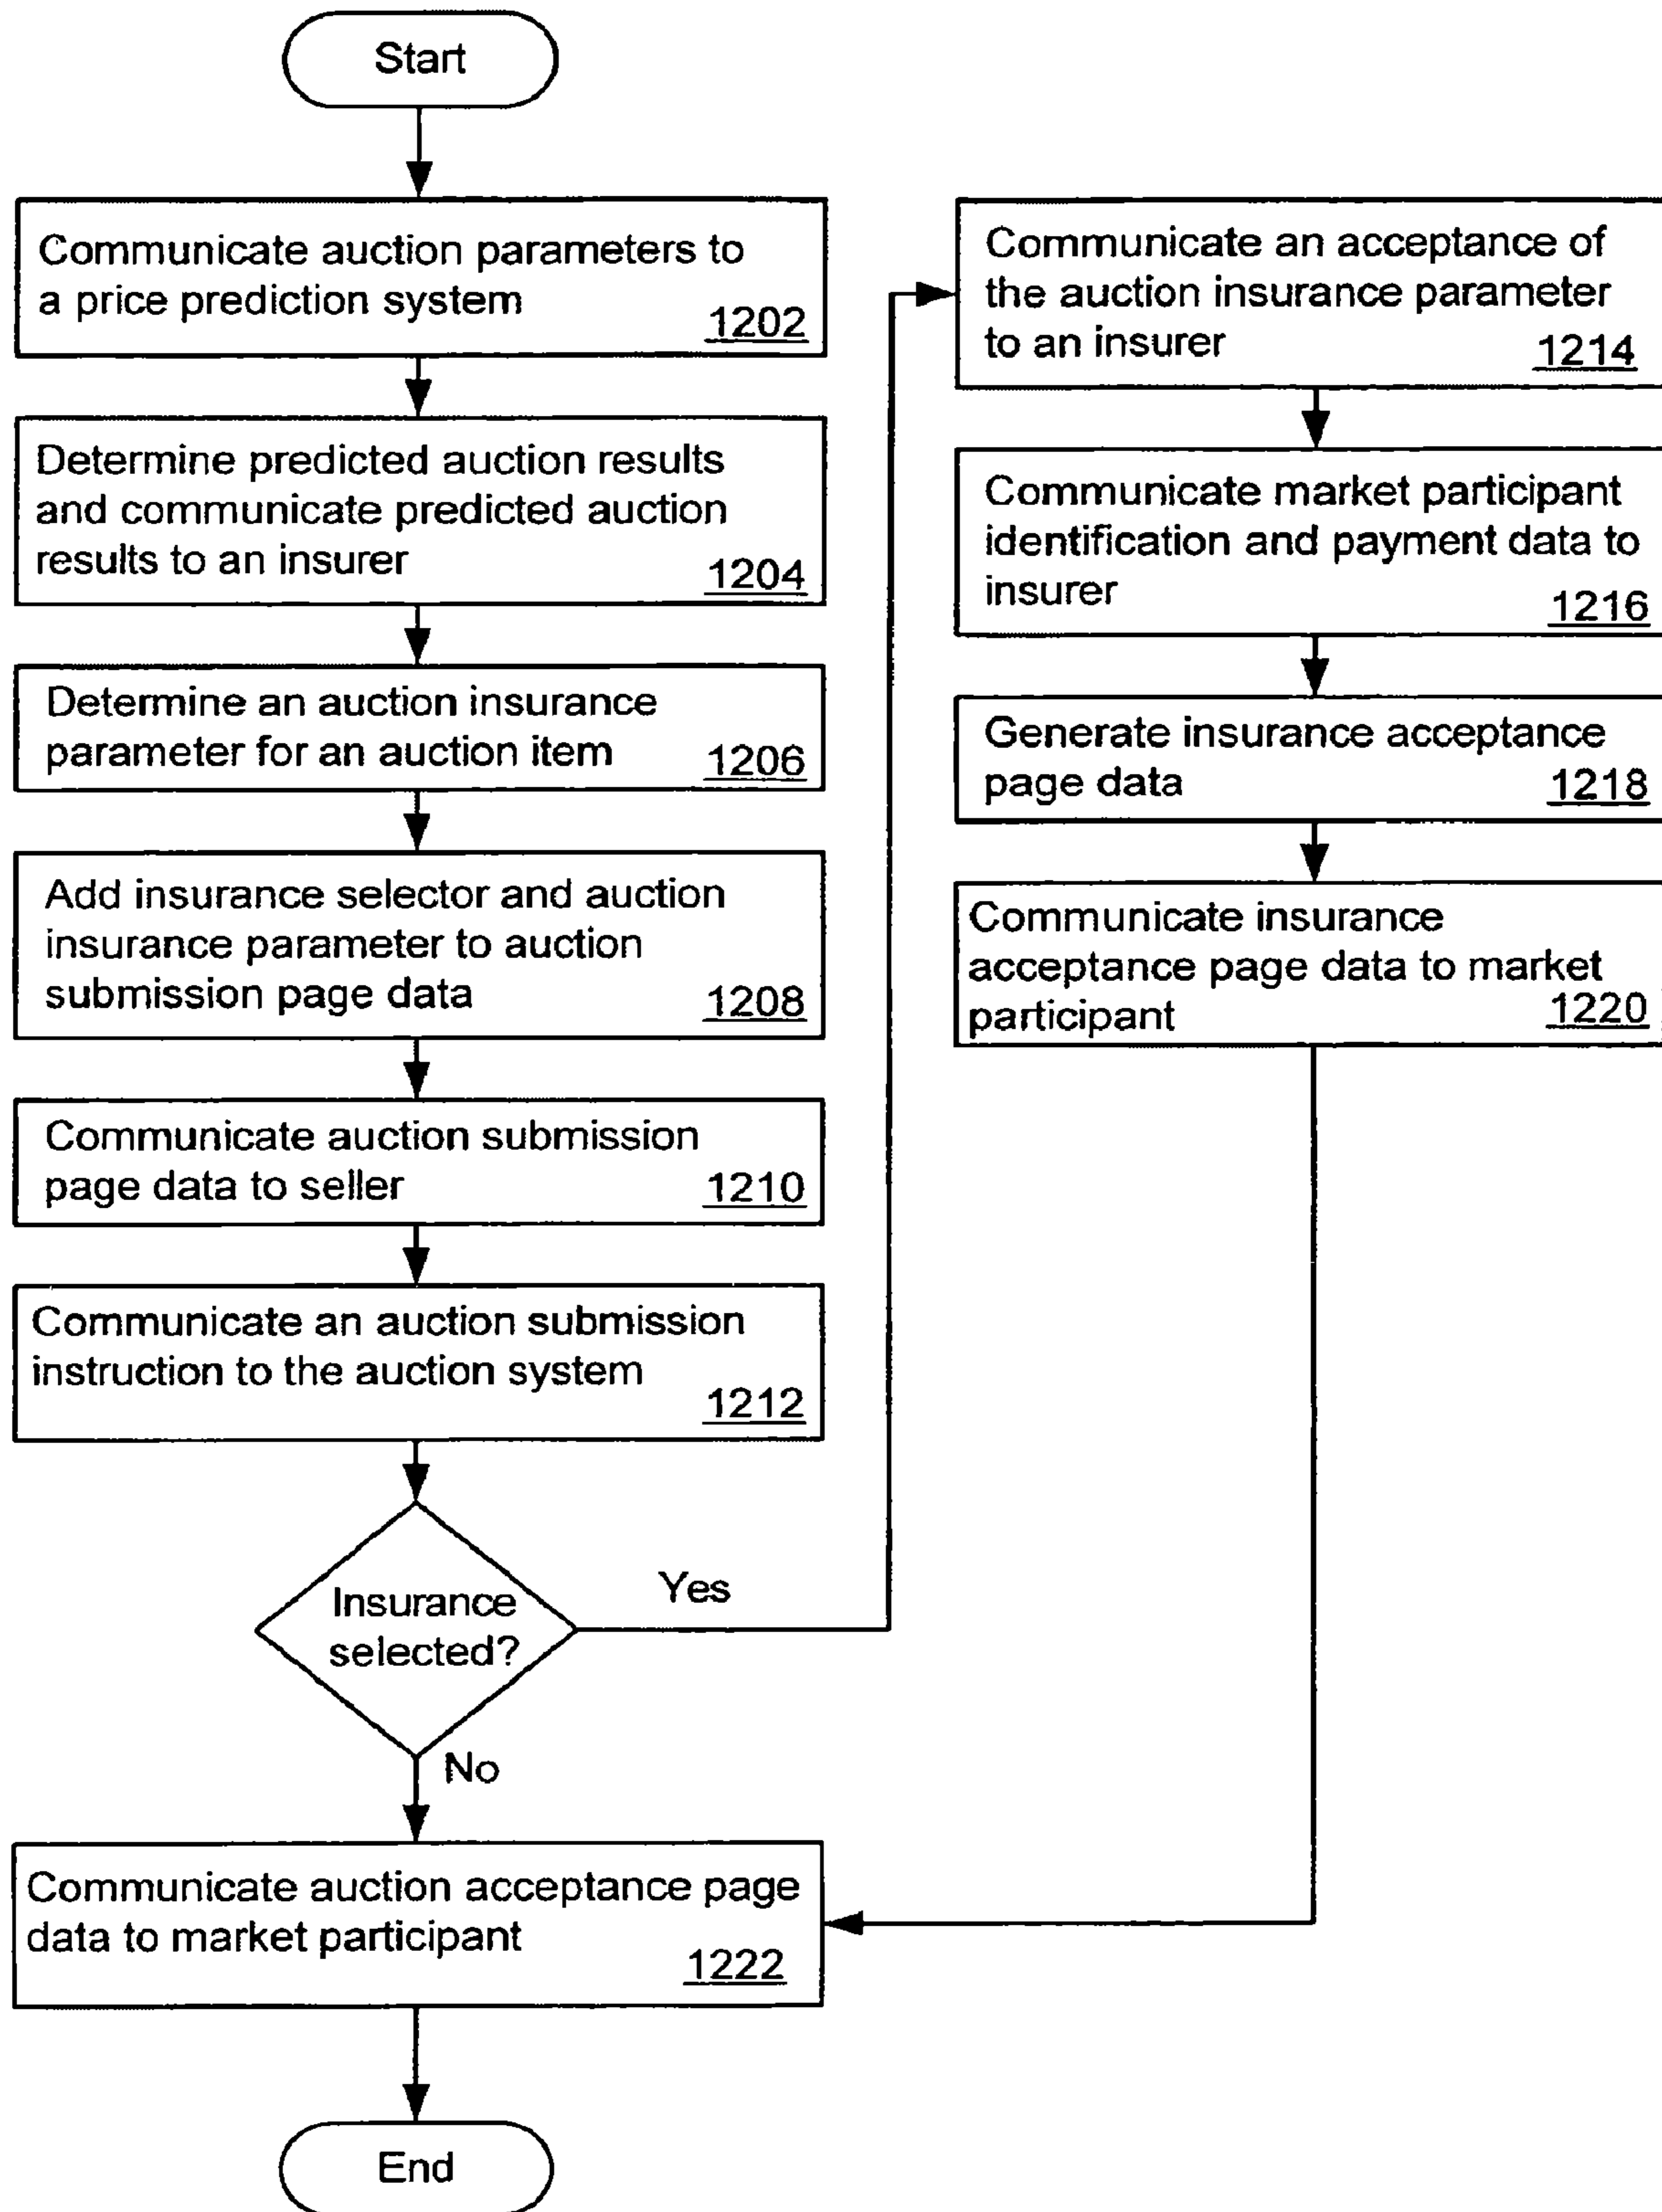 Start
Communicate auction parameters to
a price prediction system
1202
Determine predicted auction results
and communicate predicted auction
results to an insurer
1204
Determine an auction insurance
parameter for an auction item
1206
Add insurance selector and auction
insurance parameter to auction
submission page data
1208
Communicate auction submission
page data to seller
1210
Communicate an auction submission
instruction to the auction system
1212
Insurance
selected?
Yes
No
Communicate an acceptance of
the auction insurance parameter
to an insurer
1214
Communicate market participant
identification and payment data to
insurer
1216
Generate insurance acceptance
page data
1218
Communicate insurance
acceptance page data to market
participant
1220
Communicate auction acceptance page
data to market participant
1222
End